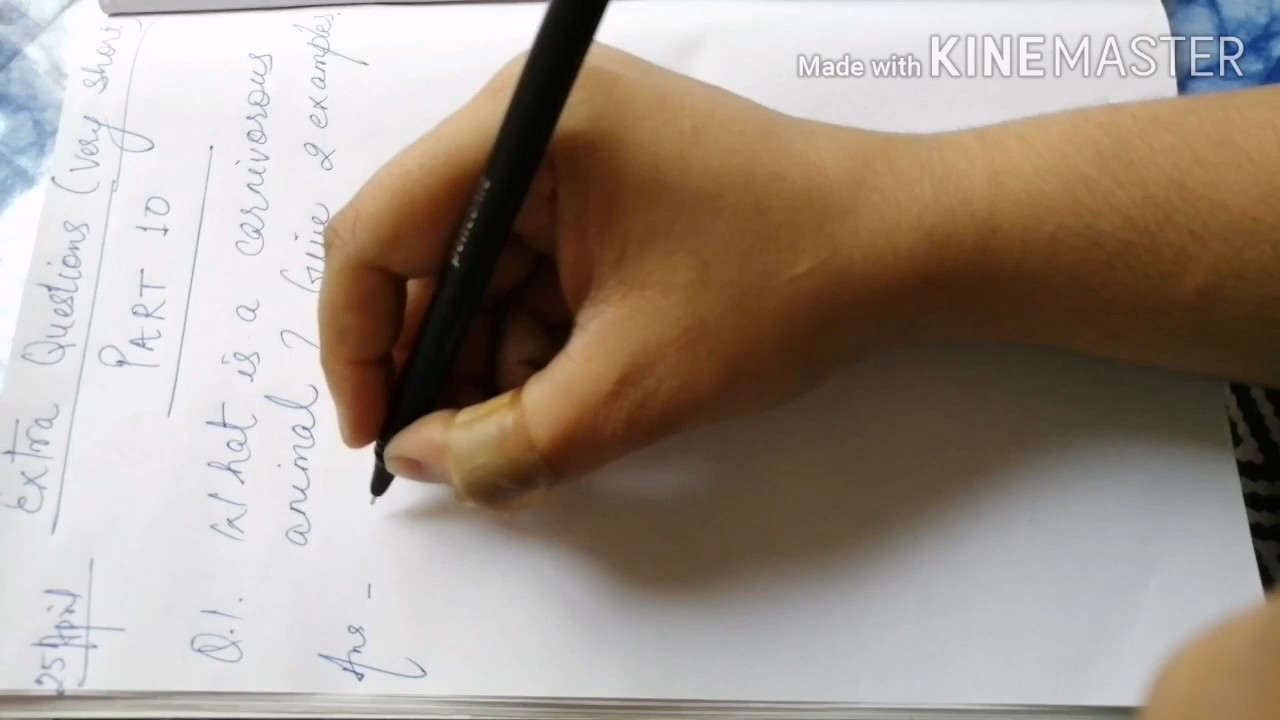 25 April
Extra Questions (Very Short
PART 10
Q.1. What is a carnivorous
animal? Give 2 examples.
Ans -
Made with KINEMASTER